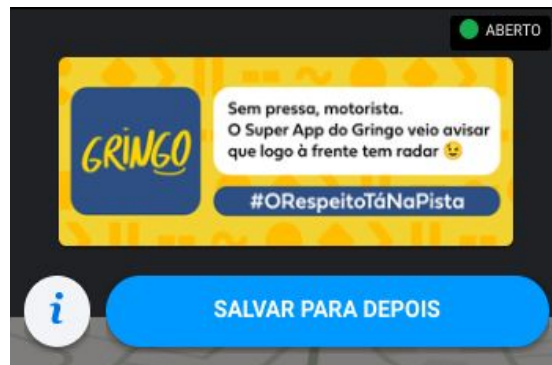 ABERTO
GRINGO
Sem pressa, motorista.
O Super App do Gringo veio avisar
que logo à frente tem radar 😉
#ORespeitoTáNaPista
i
SALVAR PARA DEPOIS